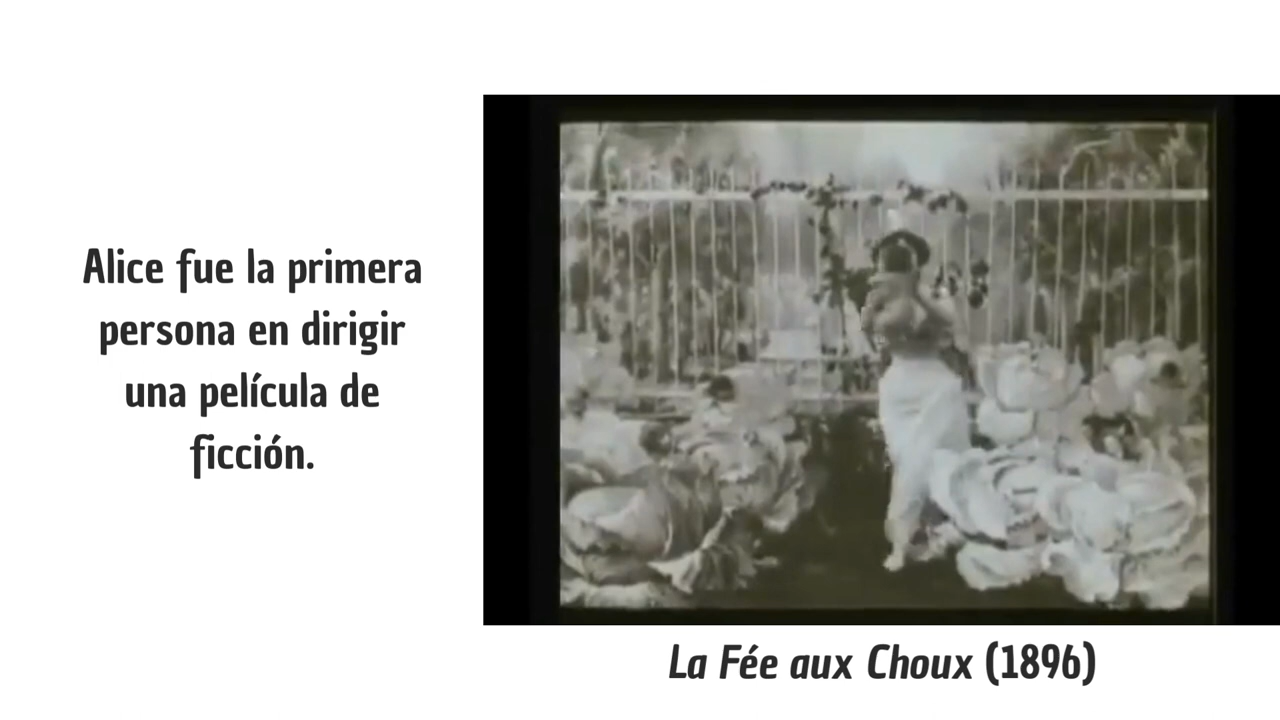 Alice fue la primera
persona en dirigir
una película de
ficción.
La Fée aux Choux (1896)